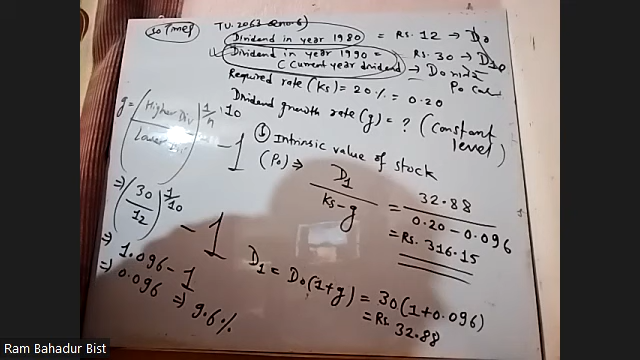 30 Times
TU. 2063
Dividend in year 1980 = Rs. 12 → D0
Dividend in year 1990 = Rs. 30 → D10
(Current year dividend) → D0
P0
Required rate (ks) = 20% = 0.20
Dividend growth rate (g) = ? (Constant level)
g = (Higher Div / Lower Div)^1/n - 1
⇒ (30/12)^1/10 - 1
⇒ 1.096 - 1
⇒ 0.096 ⇒ 9.6%
Intrinsic value of stock
(P0) ⇒ D1 / ks-g = 32.88 / 0.20 - 0.096
= Rs. 316.15
D1 = D0(1+g) = 30(1+0.096)
= Rs. 32.88
Ram Bahadur Bist